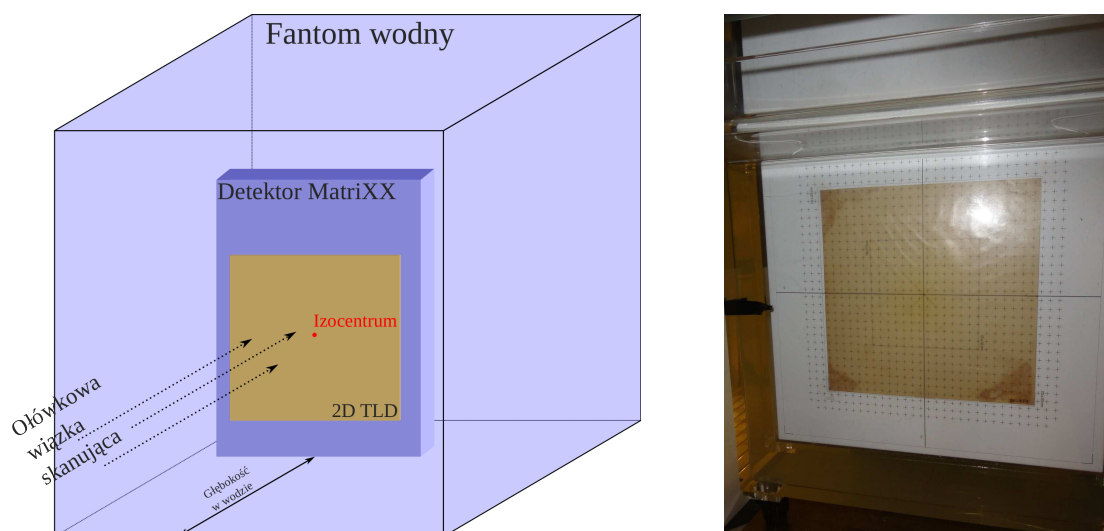 Fantom wodny
Detektor MatriXX
Izocentrum
2D TLD
Ołówkowa
wiązka
skanująca
Głębokość
w wodzie